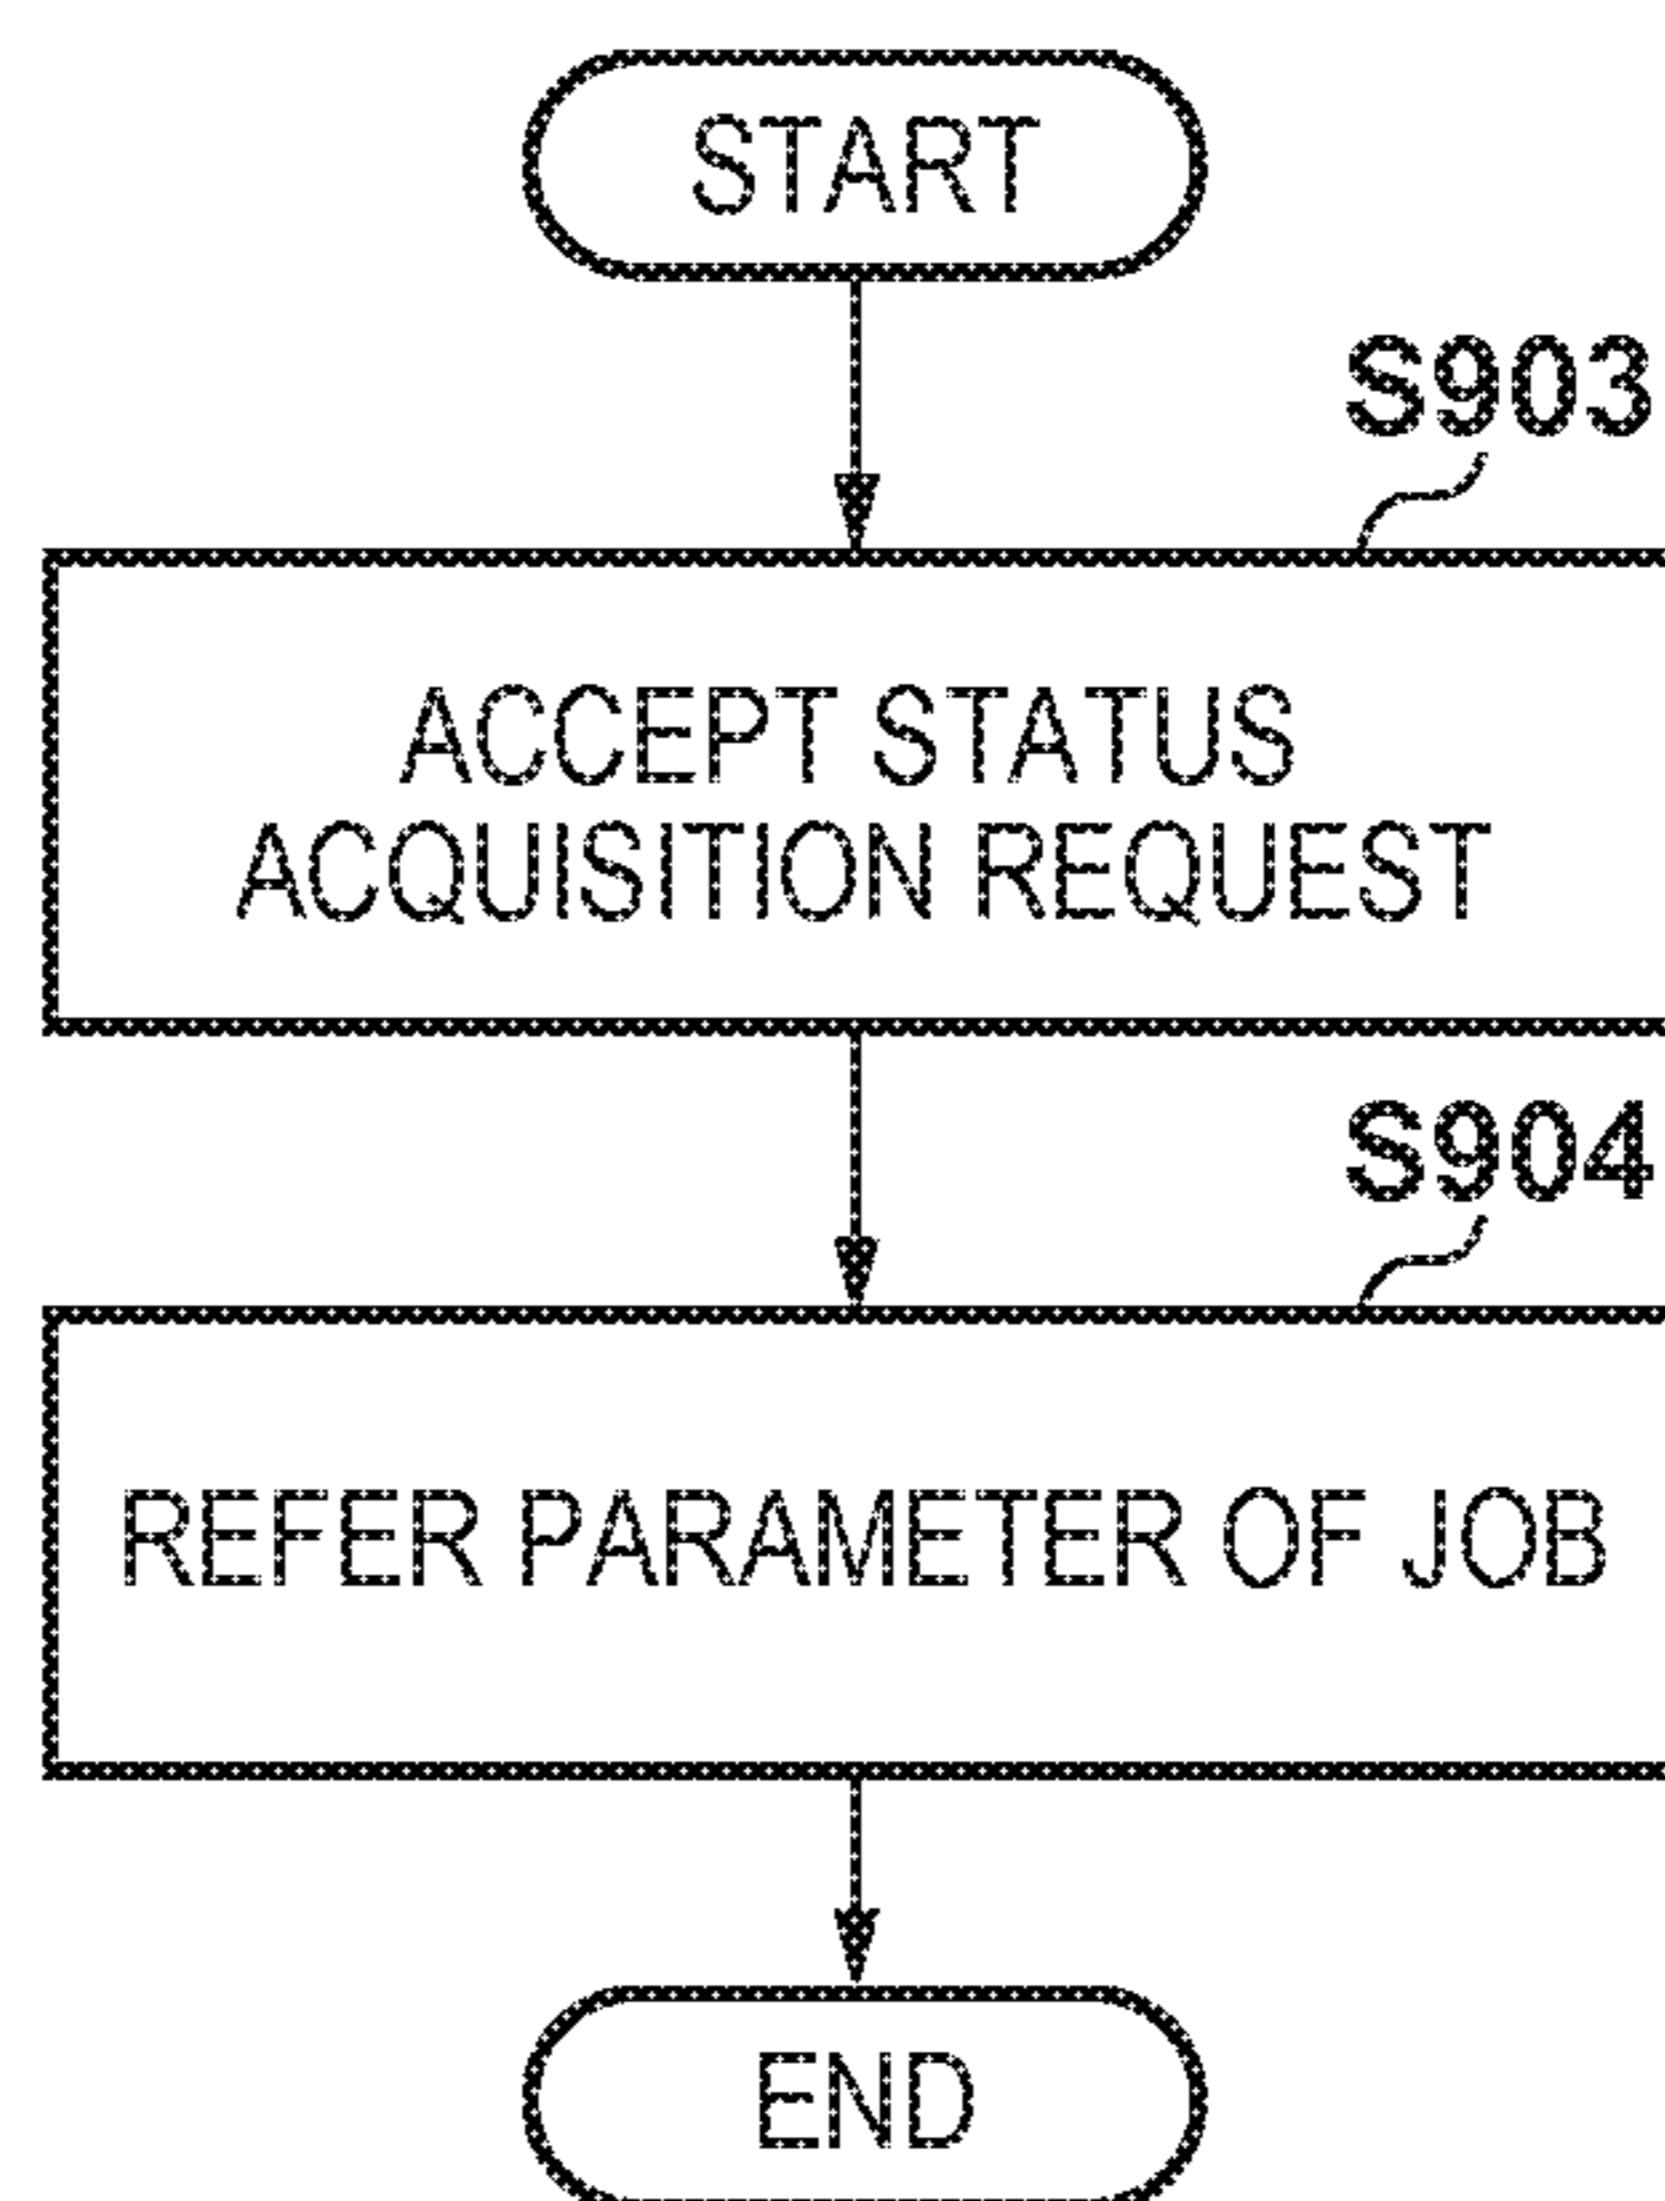 START
S903
ACCEPT STATUS
ACQUISITION REQUEST
S904
REFER PARAMETER OF JOB
END